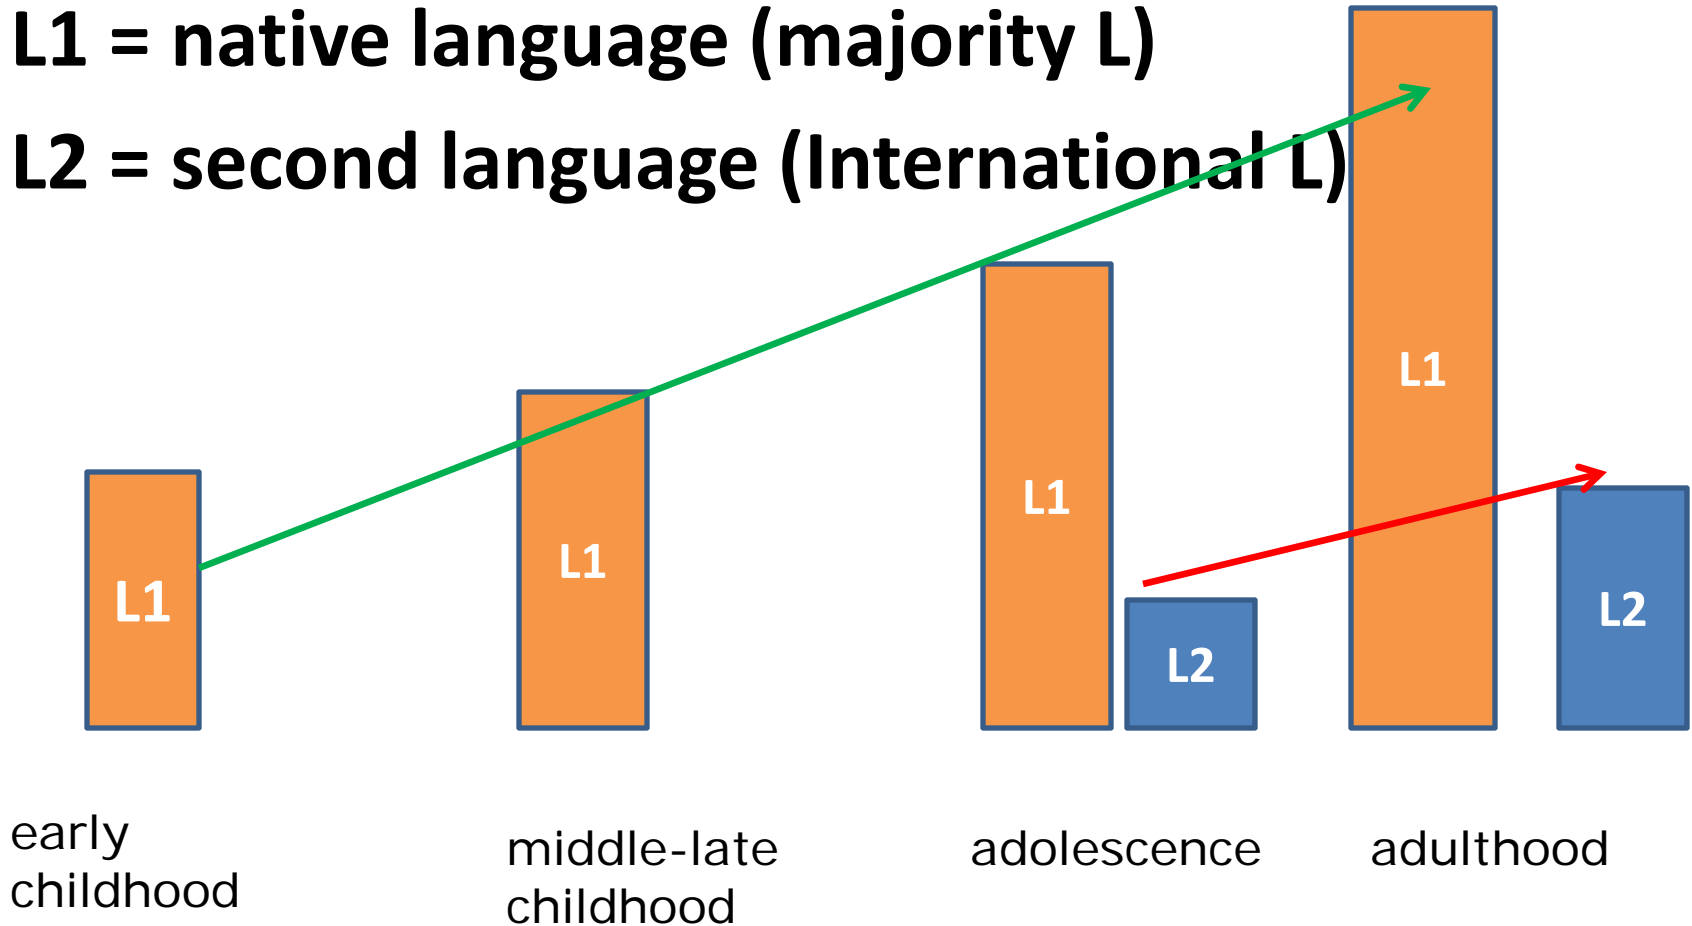 L1 = native language (majority L)
L2 = second language (International L)
L1
L1
L1
L2
L1
L2
early
childhood
middle-late
childhood
adolescence
adulthood